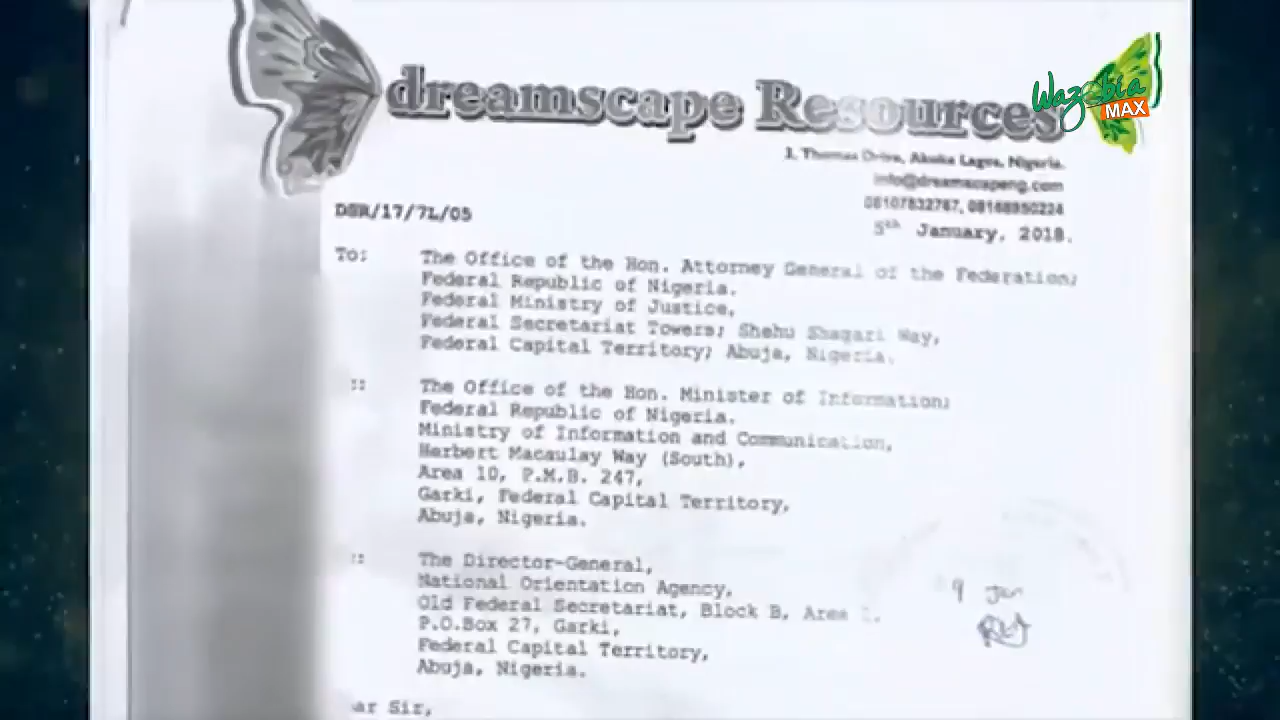 dreamscape Resources
Wazobia
MAX
1, Thomas Drive, Akoka Lagos, Nigeria.
info@dreamscapeng.com
08107832767, 08168950224
DSR/17/7L/05
5th January, 2018.
To: The Office of the Hon. Attorney General of the Federation;
Federal Republic of Nigeria.
Federal Ministry of Justice,
Federal Secretariat Towers; Shehu Shagari Way,
Federal Capital Territory; Abuja, Nigeria.
:: The Office of the Hon. Minister of Information;
Federal Republic of Nigeria.
Ministry of Information and Communication,
Herbert Macaulay Way (South),
Area 10, P.M.B. 247,
Garki, Federal Capital Territory,
Abuja, Nigeria.
:: The Director-General,
National Orientation Agency,
Old Federal Secretariat, Block B, Area
P.O.Box 27, Garki,
Federal Capital Territory,
Abuja, Nigeria.
9 Jan
ar Sir,